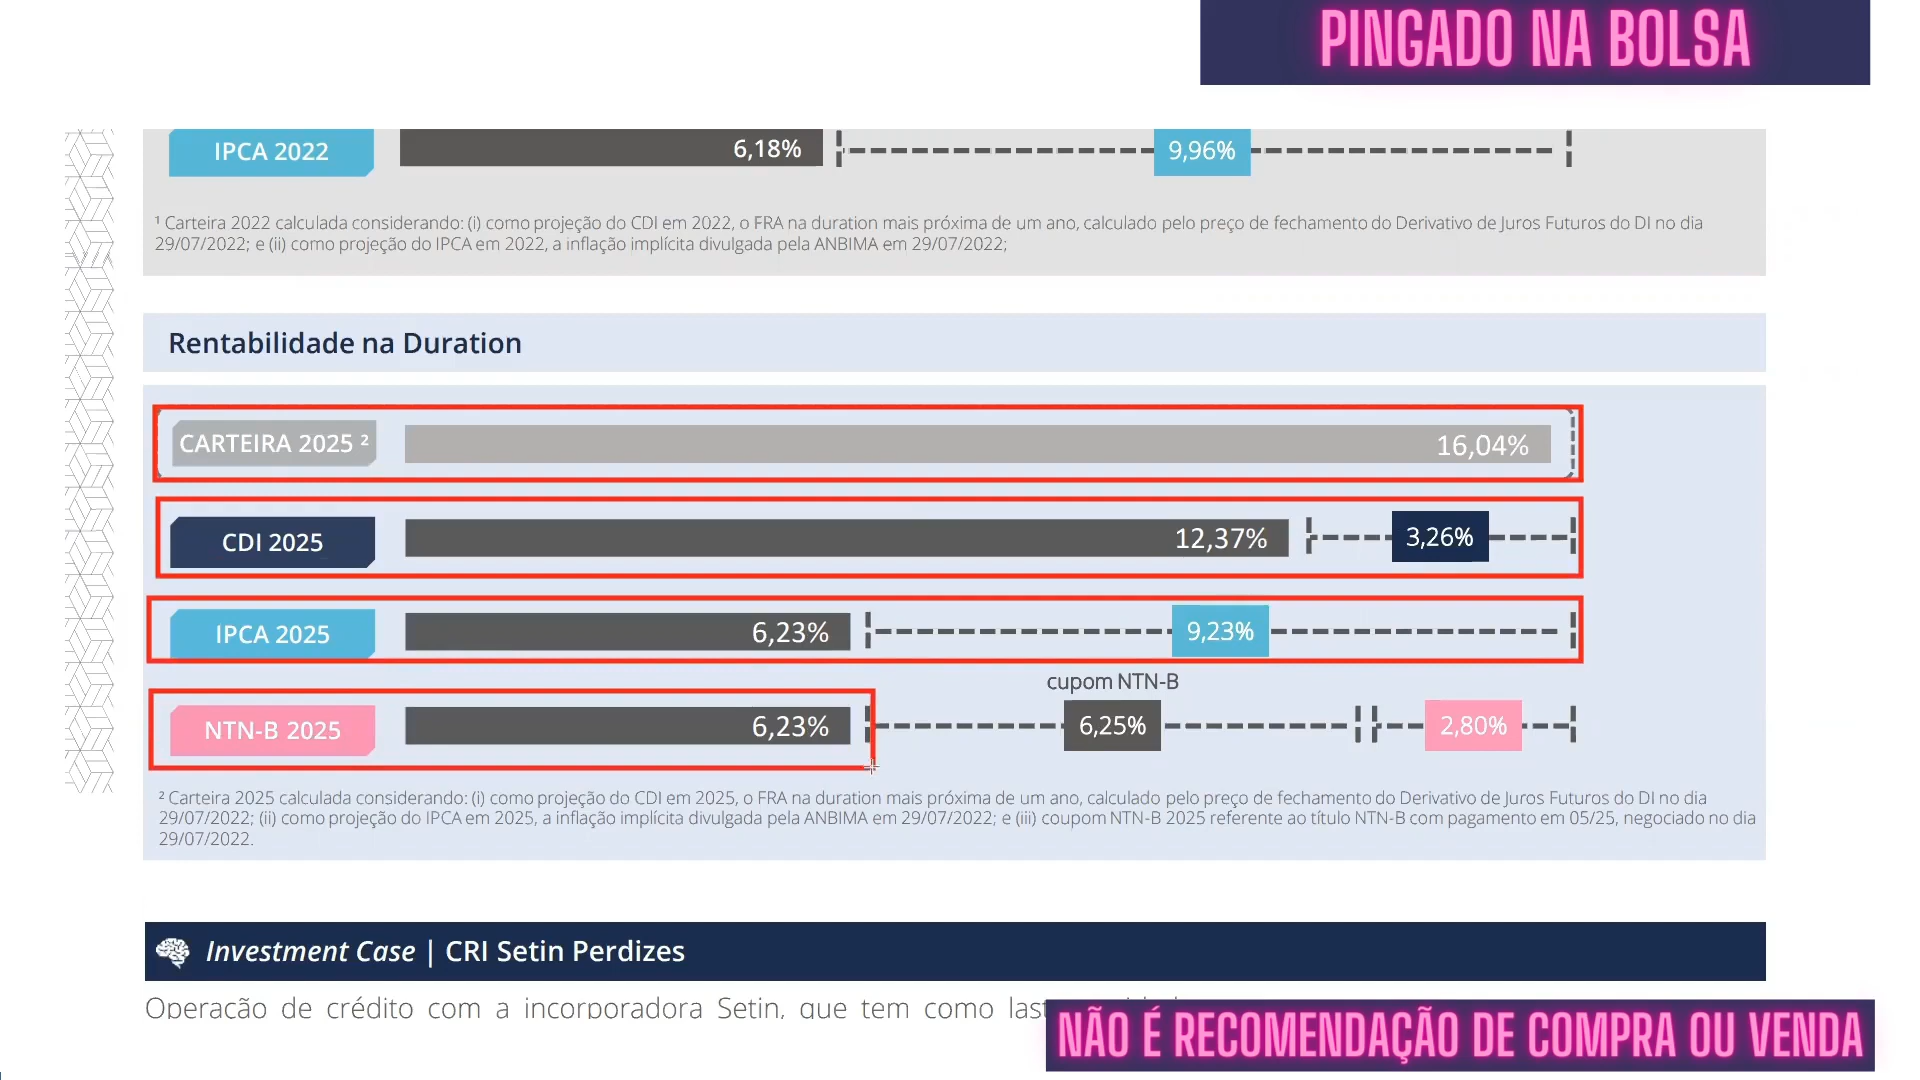 PINGADO NA BOLSA
IPCA 2022 6,18% 9,96%
¹ Carteira 2022 calculada considerando: (i) como projeção do CDI em 2022, o FRA na duration mais próxima de um ano, calculado pelo preço de fechamento do Derivativo de Juros Futuros do DI no dia
29/07/2022; e (ii) como projeção do IPCA em 2022, a inflação implícita divulgada pela ANBIMA em 29/07/2022;
Rentabilidade na Duration
CARTEIRA 2025 ² 16,04%
CDI 2025 12,37% 3,26%
IPCA 2025 6,23% 9,23%
cupom NTN-B
NTN-B 2025 6,23% 6,25% 2,80%
² Carteira 2025 calculada considerando: (i) como projeção do CDI em 2025, o FRA na duration mais próxima de um ano, calculado pelo preço de fechamento do Derivativo de Juros Futuros do DI no dia
29/07/2022; (ii) como projeção do IPCA em 2025, a inflação implícita divulgada pela ANBIMA em 29/07/2022; e (iii) coupom NTN-B 2025 referente ao título NTN-B com pagamento em 05/25, negociado no dia
29/07/2022.
Investment Case | CRI Setin Perdizes
Operação de crédito com a incorporadora Setin, que tem como
NÃO É RECOMENDAÇÃO DE COMPRA OU VENDA